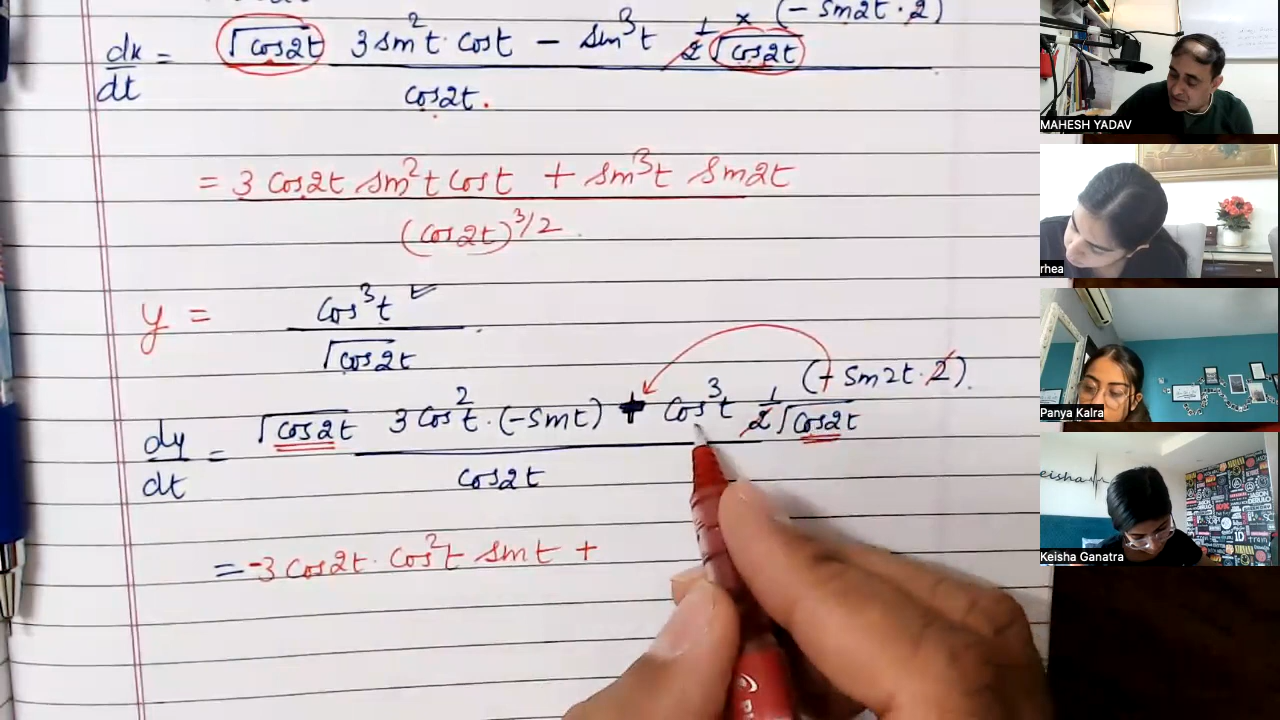 (- sin2t · 2)
dx/dt = √cos2t 3sin²t · cost - sin³t 1/2√cos2t ×
cos2t.
= 3 cos2t sin²t cost + sin³t sin2t
(cos2t)^3/2.
y = cos³t / √cos2t.
dy/dt = √cos2t 3cos²t · (-sint) + cos³t 1/2√cos2t (+ sin2t · 2).
cos2t
= -3 cos2t · cos²t sint +
MAHESH YADAV
rhea
Panya Kalra
Keisha
Keisha Ganatra